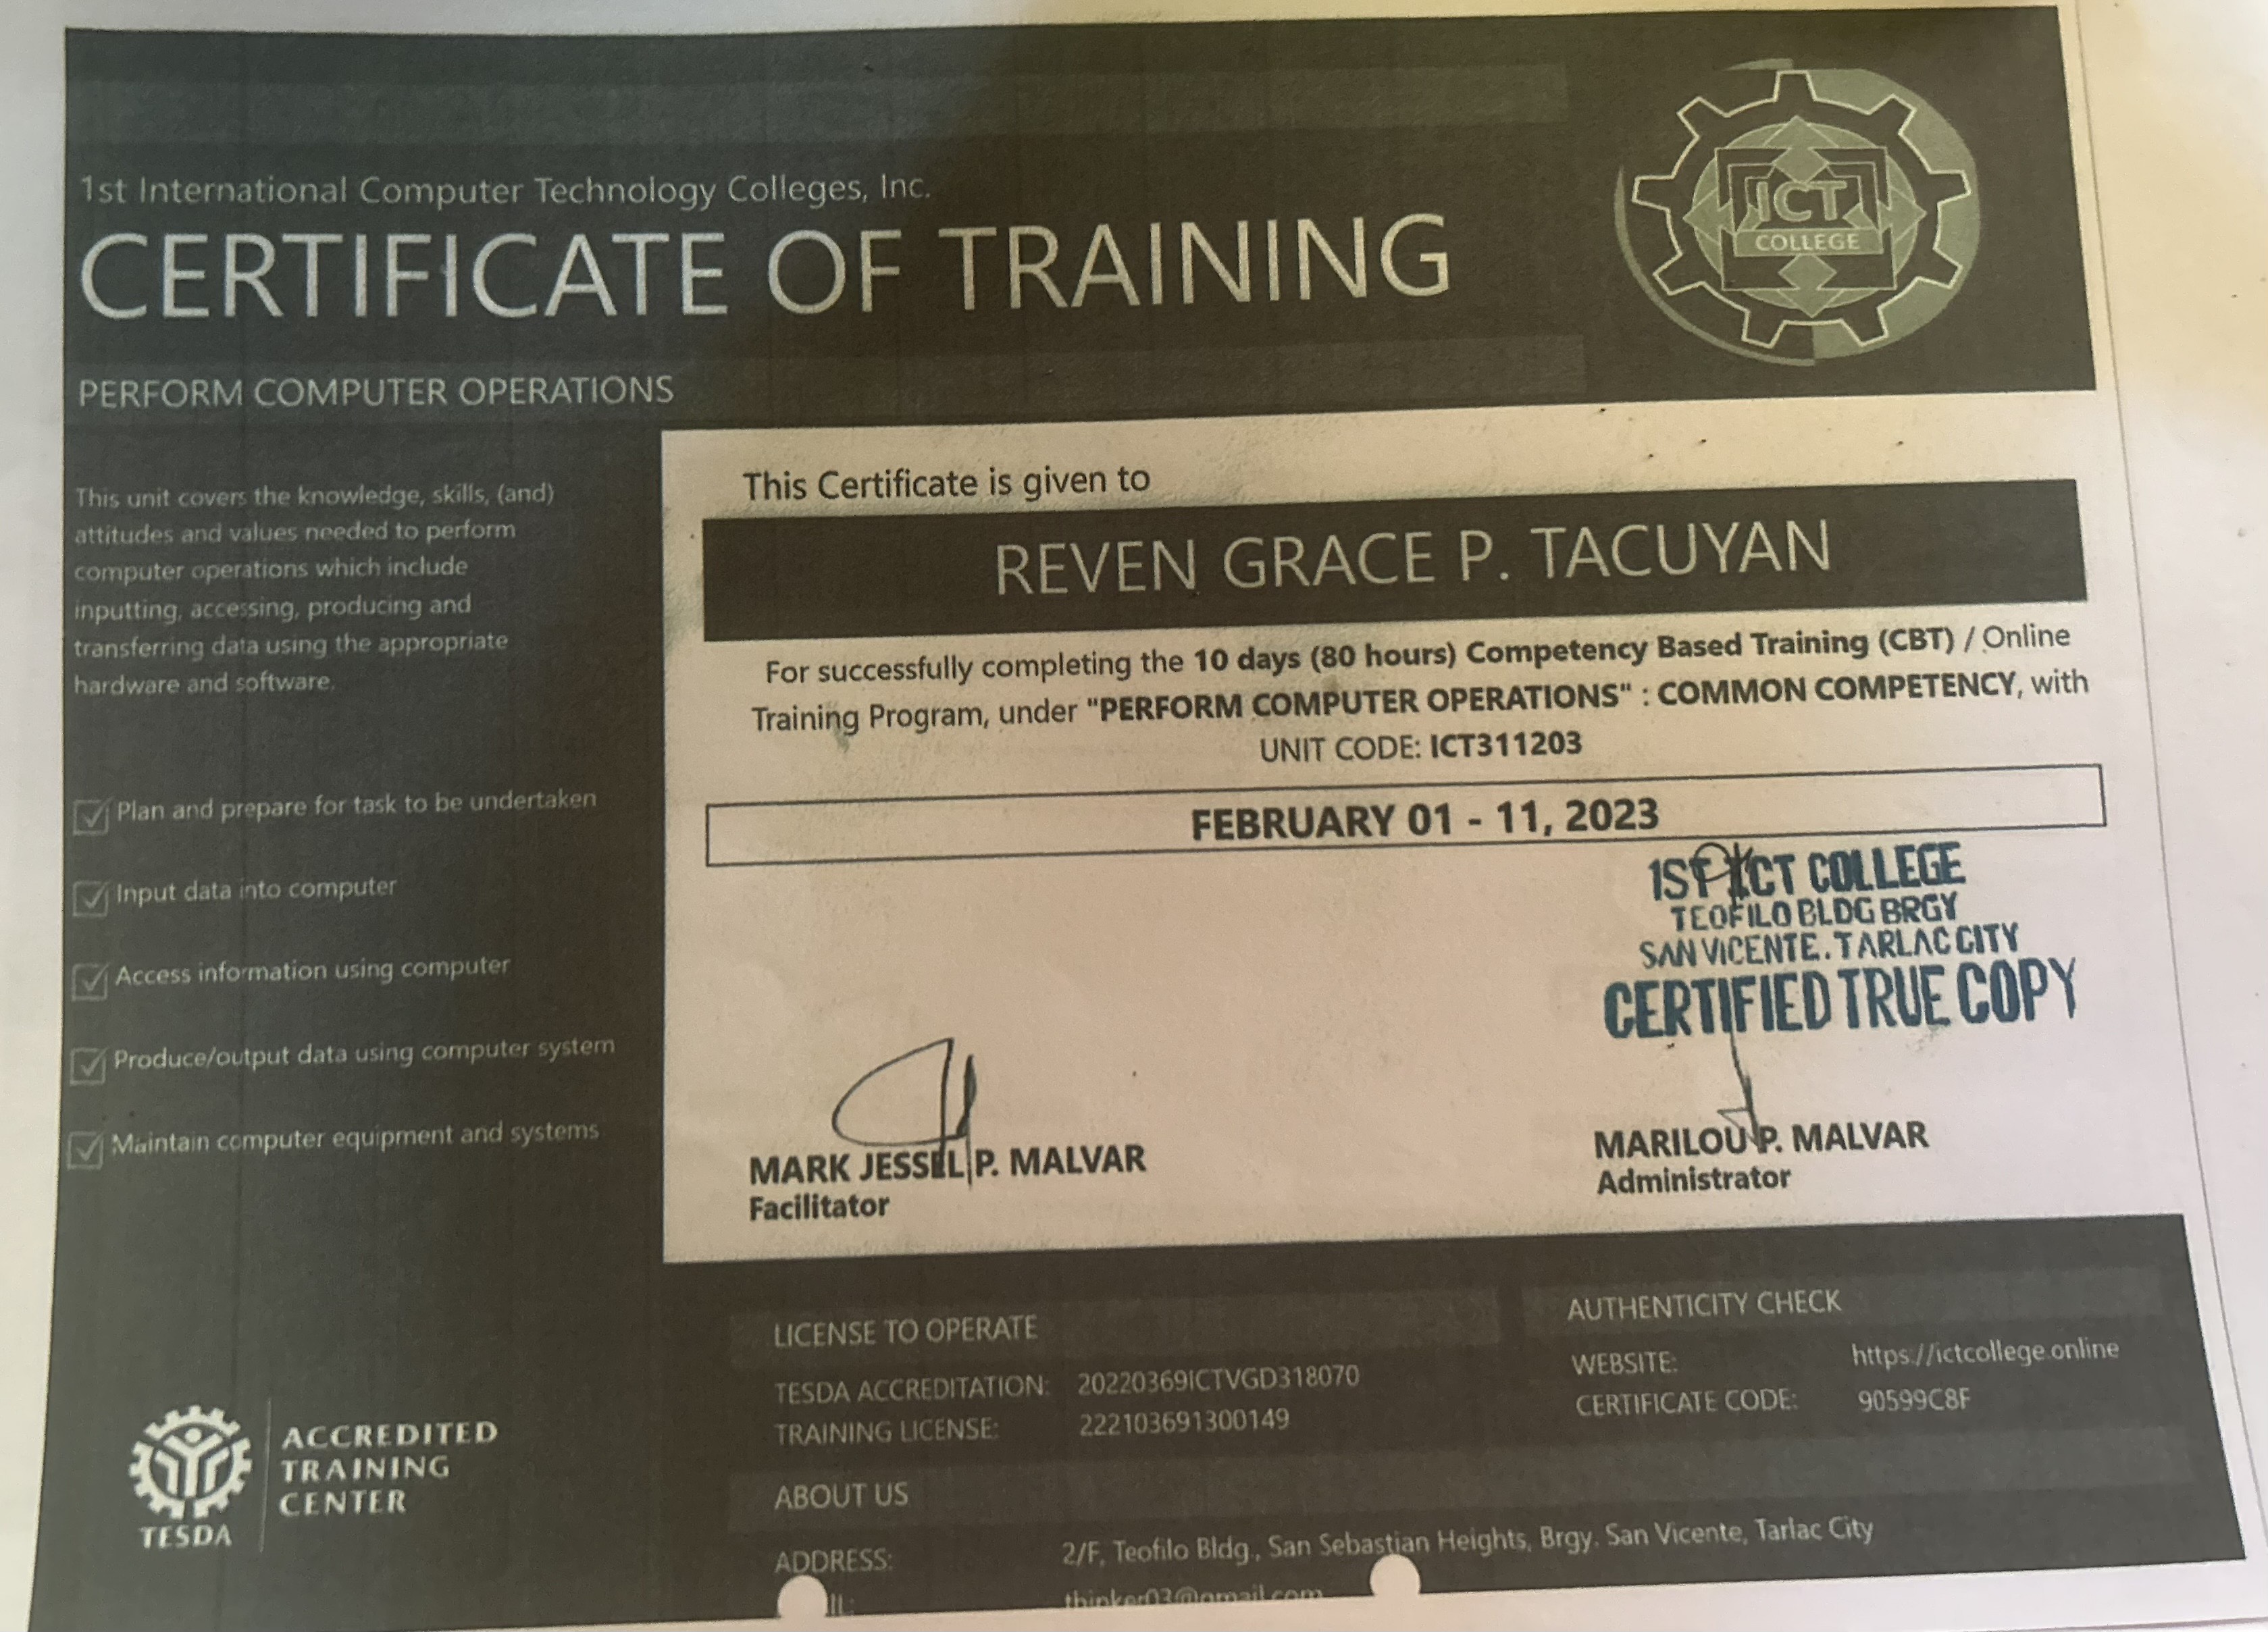 1st International Computer Technology Colleges, Inc.
CERTIFICATE OF TRAINING
ICT
COLLEGE
PERFORM COMPUTER OPERATIONS
This unit covers the knowledge, skills, (and)
attitudes and values needed to perform
computer operations which include
inputting, accessing, producing and
transferring data using the appropriate
hardware and software.
Plan and prepare for task to be undertaken
Input data into computer
Access information using computer
Produce/output data using computer system
Maintain computer equipment and systems
This Certificate is given to
REVEN GRACE P. TACUYAN
For successfully completing the 10 days (80 hours) Competency Based Training (CBT) / Online
Training Program, under "PERFORM COMPUTER OPERATIONS" : COMMON COMPETENCY, with
UNIT CODE: ICT311203
FEBRUARY 01 - 11, 2023
1ST ICT COLLEGE
TEOFILO BLDG BRGY
SAN VICENTE. TARLAC CITY
CERTIFIED TRUE COPY
MARK JESSEL P. MALVAR
Facilitator
MARILOU P. MALVAR
Administrator
LICENSE TO OPERATE
TESDA ACCREDITATION: 20220369ICTVGD318070
TRAINING LICENSE: 222103691300149
AUTHENTICITY CHECK
WEBSITE: https://ictcollege.online
CERTIFICATE CODE: 90599C8F
ABOUT US
ADDRESS: 2/F, Teofilo Bldg., San Sebastian Heights, Brgy. San Vicente, Tarlac City
IL: thinker03@gmail.com
TESDA
ACCREDITED
TRAINING
CENTER